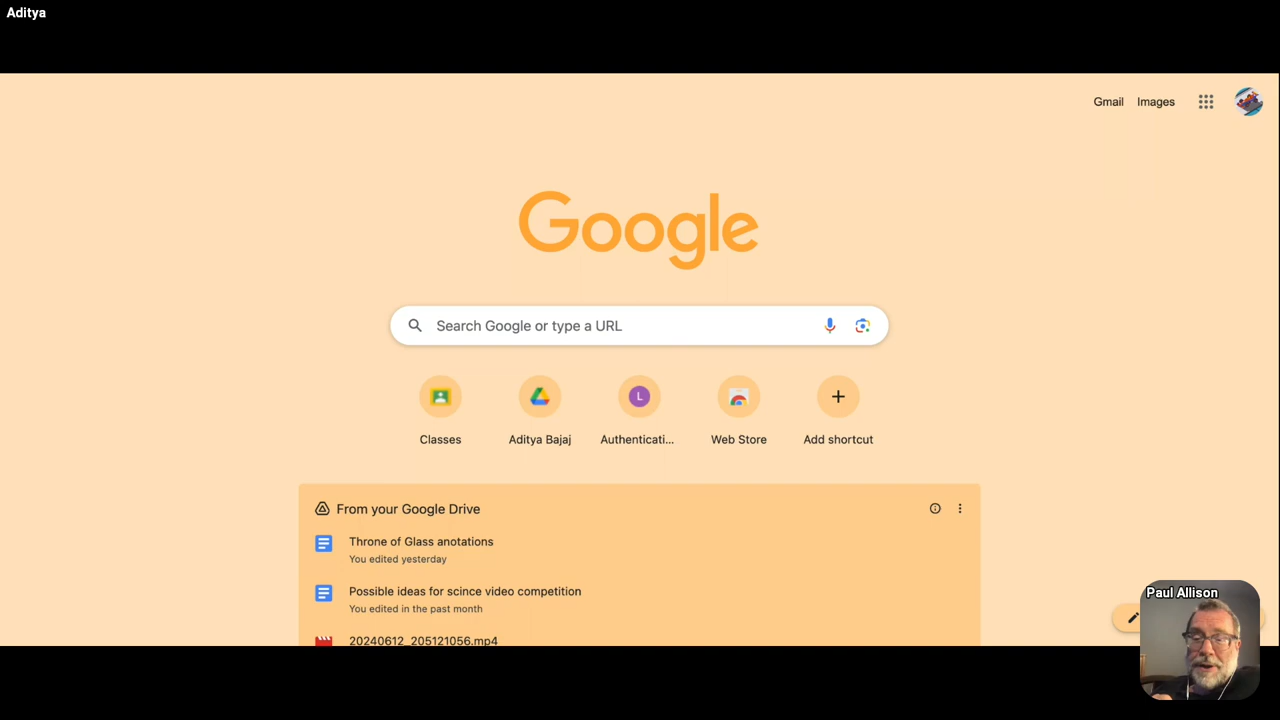 Aditya
Gmail Images
Google
Search Google or type a URL
Classes Aditya Bajaj Authenticati... Web Store Add shortcut
L
From your Google Drive
Throne of Glass anotations
You edited yesterday
Possible ideas for scince video competition
You edited in the past month
Paul Allison
20240612_205121056.mp4